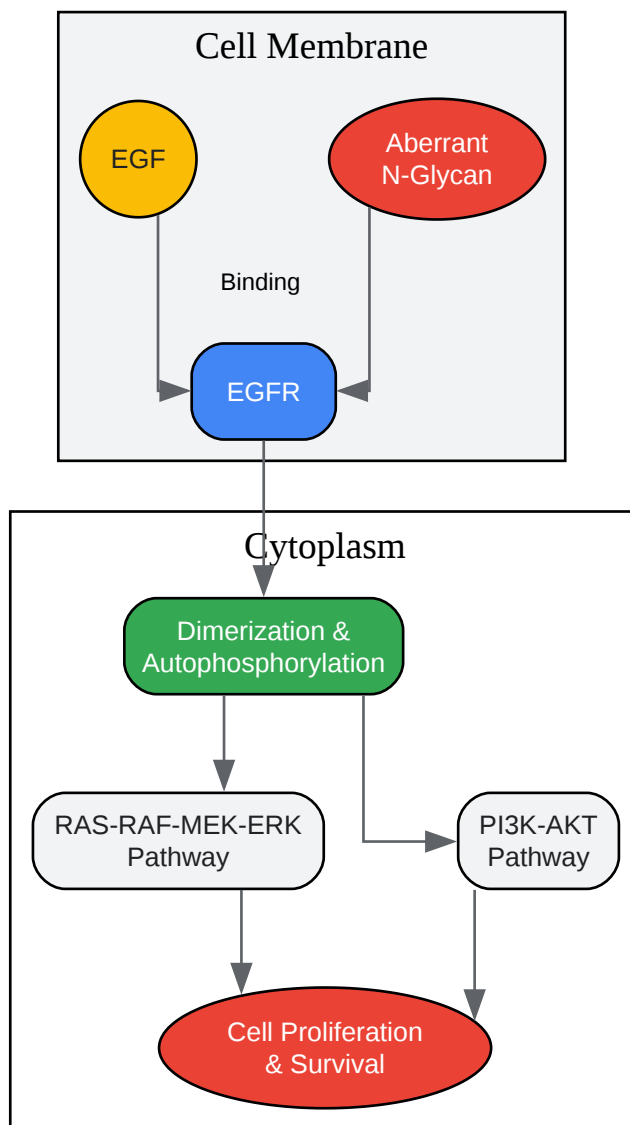 Cell Membrane
EGF
Aberrant
N-Glycan
Binding
EGFR
Cytoplasm
Dimerization &
Autophosphorylation
RAS-RAF-MEK-ERK
Pathway
PI3K-AKT
Pathway
Cell Proliferation
& Survival